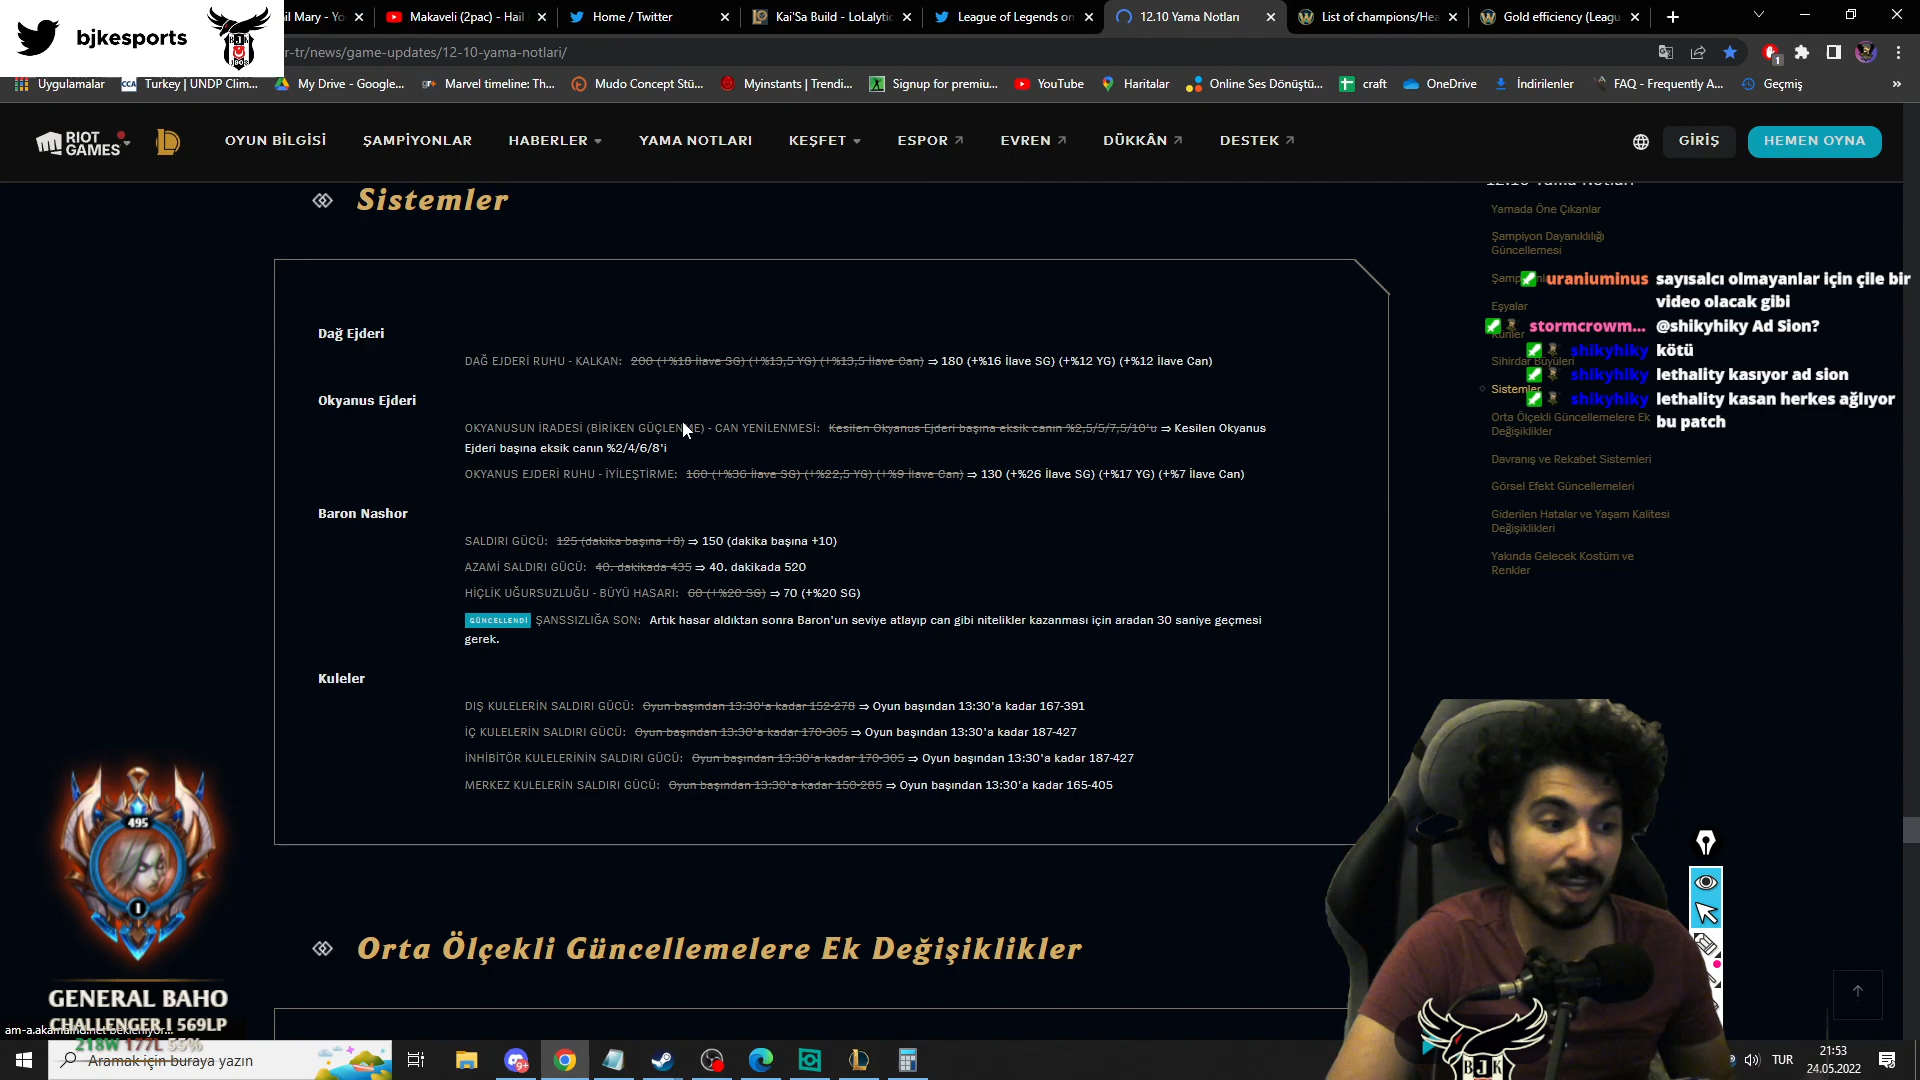 bjkesports
il Mary - Yo
Makaveli (2pac) - Hail
Home / Twitter
Kai'Sa Build - LoLalytic
League of Legends on
12.10 Yama Notları
List of champions/Hea
Gold efficiency (Leagu
r-tr/news/game-updates/12-10-yama-notlari/
Uygulamalar
Turkey | UNDP Clim...
My Drive - Google...
Marvel timeline: Th...
Mudo Concept Stü...
Myinstants | Trendi...
Signup for premiu...
YouTube
Haritalar
Online Ses Dönüştü...
craft
OneDrive
İndirilenler
FAQ - Frequently A...
Geçmiş
RIOT GAMES
OYUN BİLGİSİ
ŞAMPİYONLAR
HABERLER
YAMA NOTLARI
KEŞFET
ESPOR
EVREN
DÜKKÂN
DESTEK
GİRİŞ
HEMEN OYNA
Sistemler
Dağ Ejderi
DAĞ EJDERİ RUHU - KALKAN: 200 (+%18 İlave SG) (+%13,5 YG) (+%13,5 İlave Can) ⇒ 180 (+%16 İlave SG) (+%12 YG) (+%12 İlave Can)
Okyanus Ejderi
OKYANUSUN İRADESİ (BİRİKEN GÜÇLENME) - CAN YENİLENMESİ: Kesilen Okyanus Ejderi başına eksik canın %2,5/5/7,5/10'u ⇒ Kesilen Okyanus
Ejderi başına eksik canın %2/4/6/8'i
OKYANUS EJDERİ RUHU - İYİLEŞTİRME: 160 (+%36 İlave SG) (+%22,5 YG) (+%9 İlave Can) ⇒ 130 (+%26 İlave SG) (+%17 YG) (+%7 İlave Can)
Baron Nashor
SALDIRI GÜCÜ: 125 (dakika başına +8) ⇒ 150 (dakika başına +10)
AZAMİ SALDIRI GÜCÜ: 40. dakikada 435 ⇒ 40. dakikada 520
HİÇLİK UĞURSUZLUĞU - BÜYÜ HASARI: 60 (+%20 SG) ⇒ 70 (+%20 SG)
GÜNCELLENDİ ŞANSSIZLIĞA SON: Artık hasar aldıktan sonra Baron'un seviye atlayıp can gibi nitelikler kazanması için aradan 30 saniye geçmesi
gerek.
Kuleler
DIŞ KULELERİN SALDIRI GÜCÜ: Oyun başından 13:30'a kadar 152-278 ⇒ Oyun başından 13:30'a kadar 167-391
İÇ KULELERİN SALDIRI GÜCÜ: Oyun başından 13:30'a kadar 170-305 ⇒ Oyun başından 13:30'a kadar 187-427
İNHİBİTÖR KULELERİNİN SALDIRI GÜCÜ: Oyun başından 13:30'a kadar 170-305 ⇒ Oyun başından 13:30'a kadar 187-427
MERKEZ KULELERİN SALDIRI GÜCÜ: Oyun başından 13:30'a kadar 150-285 ⇒ Oyun başından 13:30'a kadar 165-405
Orta Ölçekli Güncellemelere Ek Değişiklikler
12.10 Yama Notları
Yamada Öne Çıkanlar
Şampiyon Dayanıklılığı
Güncellemesi
Eşyalar
Sihirdar Büyüleri
Sistemler
Orta Ölçekli Güncellemelere Ek
Değişiklikler
Davranış ve Rekabet Sistemleri
Görsel Efekt Güncellemeleri
Giderilen Hatalar ve Yaşam Kalitesi
Değişiklikleri
Yakında Gelecek Kostüm ve
Renkler
uraniuminus sayısalcı olmayanlar için çile bir
video olacak gibi
stormcrowm... @shikyhiky Ad Sion?
shikyhiky kötü
shikyhiky lethality kasıyor ad sion
shikyhiky lethality kasan herkes ağlıyor
bu patch
495
I
GENERAL BAHO
CHALLENGER I 569LP
218W 177L 55%
Aramak için buraya yazın
BJK
TUR
21:53
24.05.2022